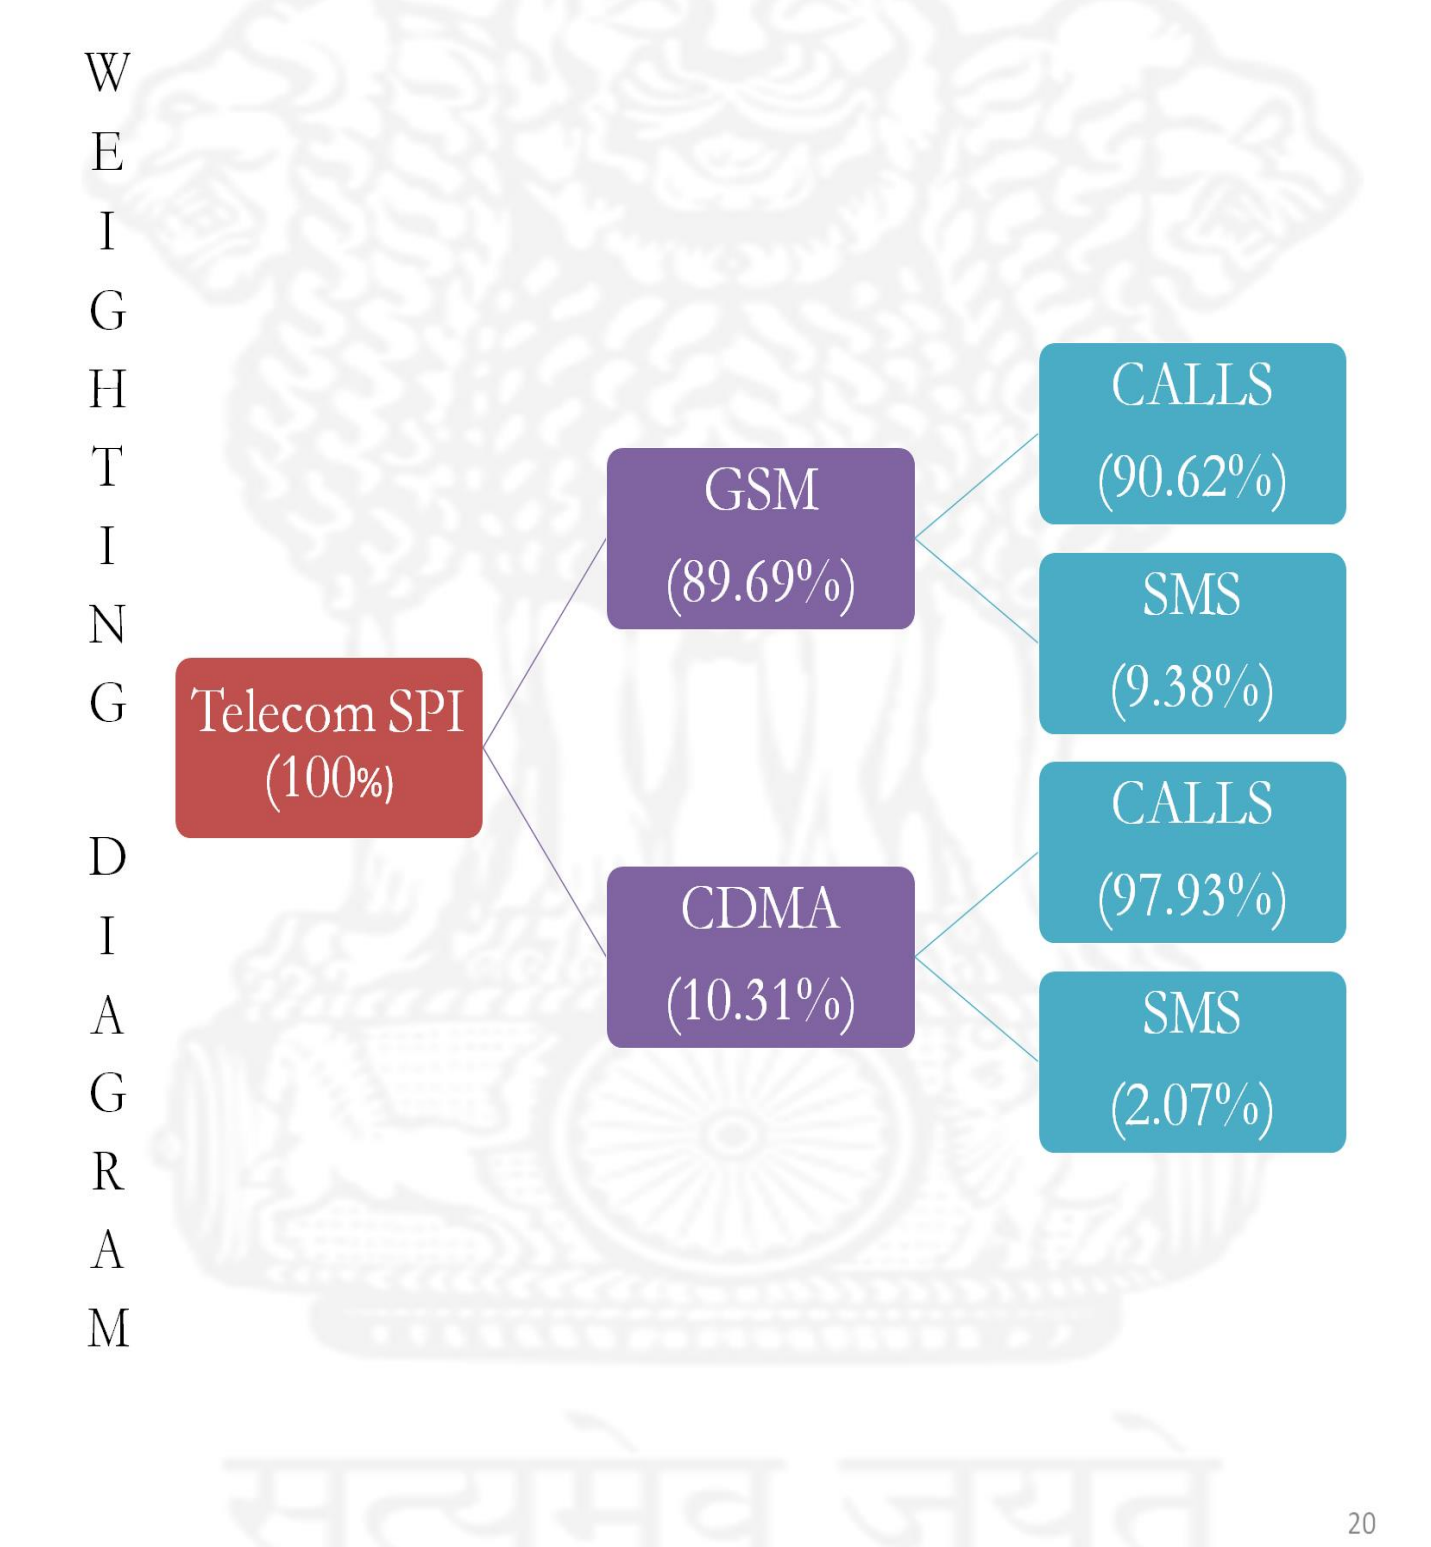 W
E
I
G
H
T
I
N
G
D
I
A
G
R
A
M
Telecom SPI
(100%)
GSM
(89.69%)
CDMA
(10.31%)
CALLS
(90.62%)
SMS
(9.38%)
CALLS
(97.93%)
SMS
(2.07%)
सत्यमेव जयते
20